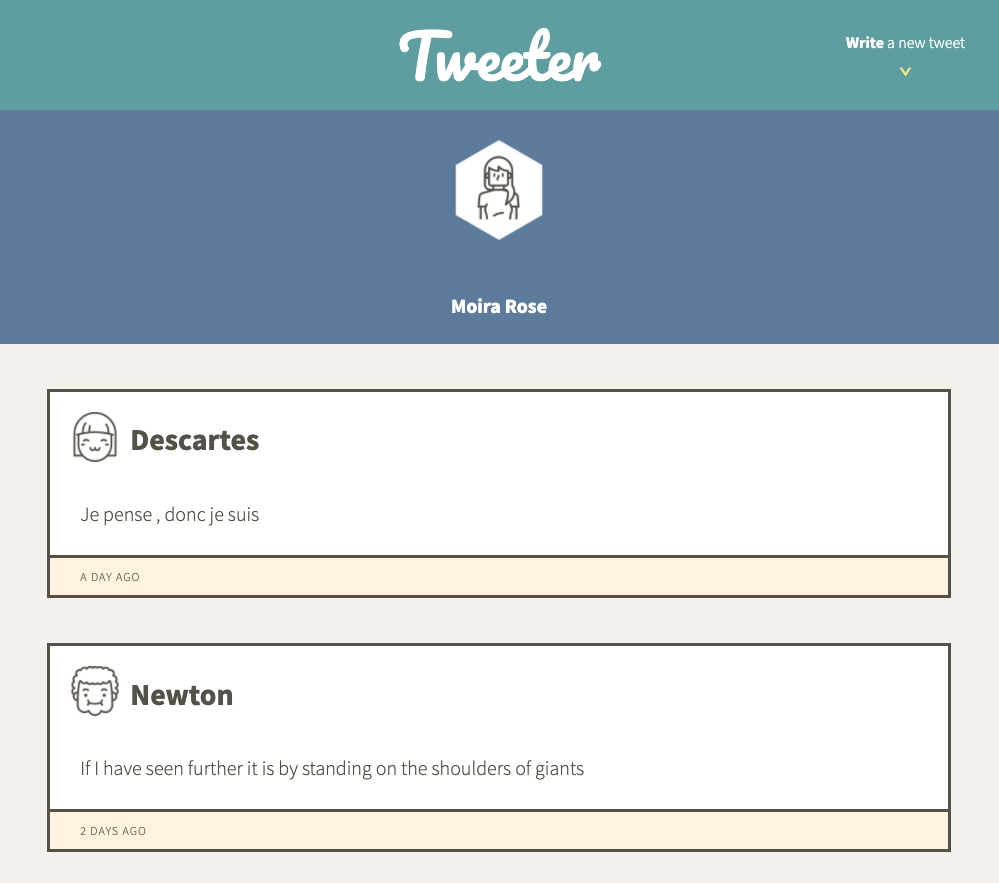 Tweeter
Write a new tweet
Moira Rose
Descartes
Je pense , donc je suis
A DAY AGO
Newton
If I have seen further it is by standing on the shoulders of giants
2 DAYS AGO